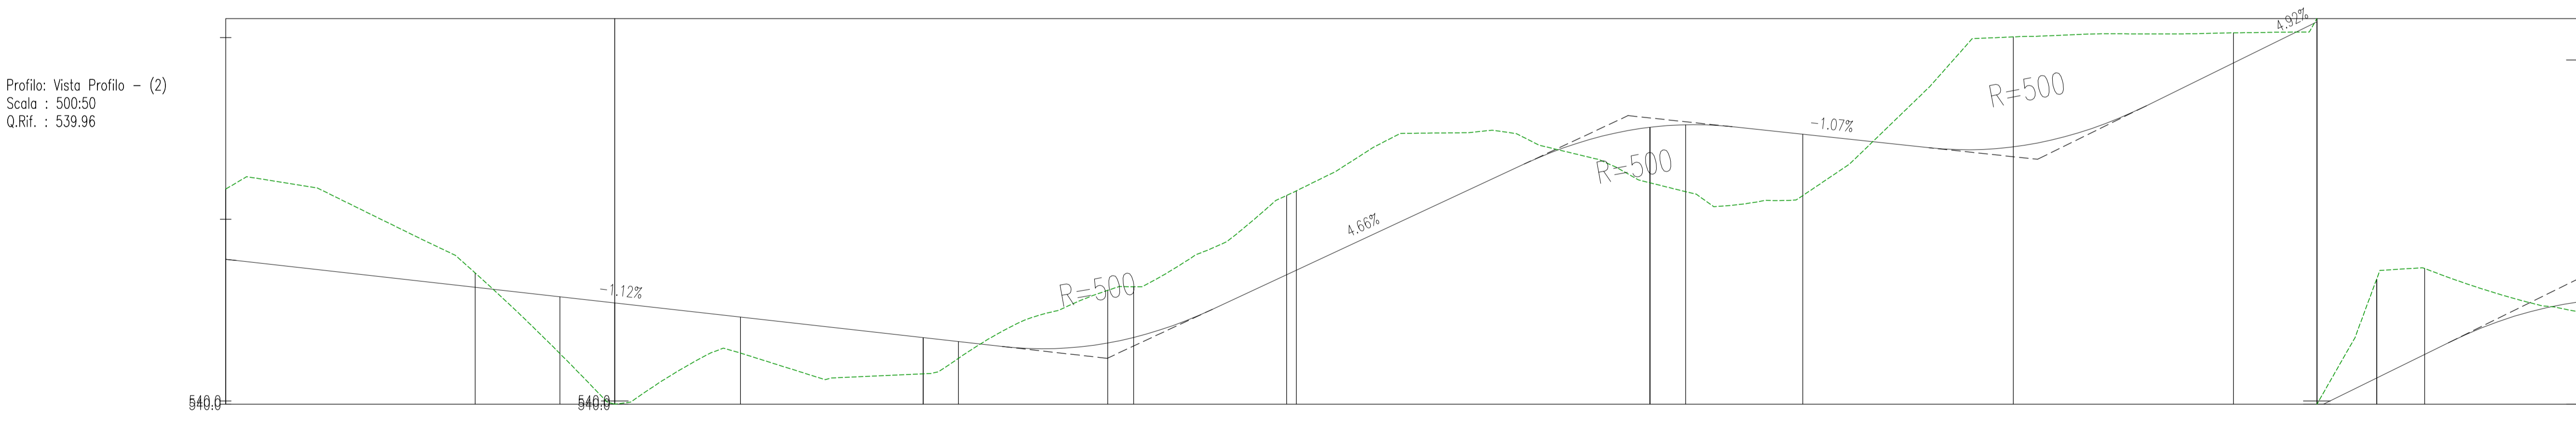 4.92%
Profilo: Vista Profilo - (2)
Scala : 500:50
Q.Rif. : 539.96
R=500
-1.07%
R=500
4.66%
R=500
-1.12%
540.0
540.0